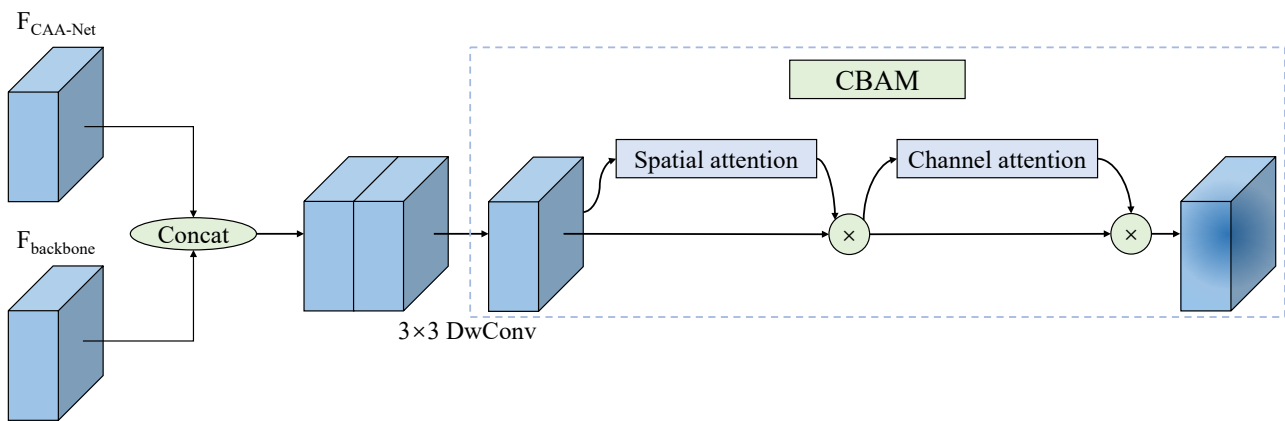 F_CAA-Net
CBAM
Spatial attention
Channel attention
F_backbone
Concat
×
×
3×3 DwConv